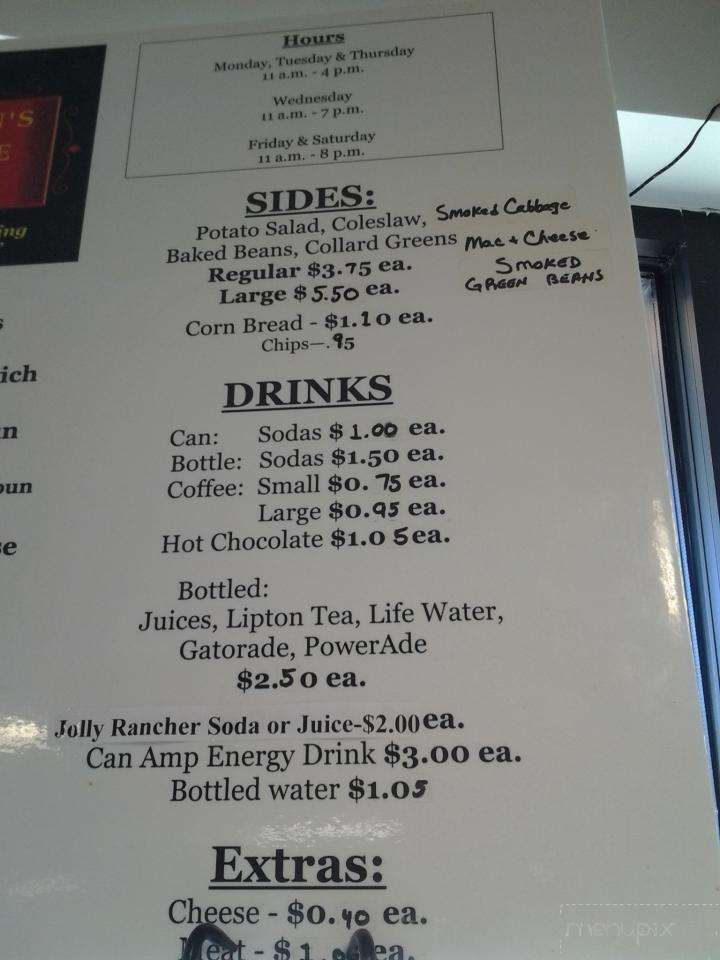 Hours
Monday, Tuesday & Thursday
11 a.m. - 4 p.m.
Wednesday
11 a.m. - 7 p.m.
Friday & Saturday
11 a.m. - 8 p.m.
SIDES:
Potato Salad, Coleslaw, Smoked Cabbage
Baked Beans, Collard Greens Mac + Cheese
Regular $3.75 ea.
Large $5.50 ea.
SMOKED
GREEN BEANS
Corn Bread - $1.10 ea.
Chips—.95
DRINKS
Can: Sodas $1.00 ea.
Bottle: Sodas $1.50 ea.
Coffee: Small $0.75 ea.
Large $0.95 ea.
Hot Chocolate $1.05 ea.
Bottled:
Juices, Lipton Tea, Life Water,
Gatorade, PowerAde
$2.50 ea.
Jolly Rancher Soda or Juice-$2.00 ea.
Can Amp Energy Drink $3.00 ea.
Bottled water $1.05
Extras:
Cheese - $0.40 ea.
Meat - $1. ea.
menupix